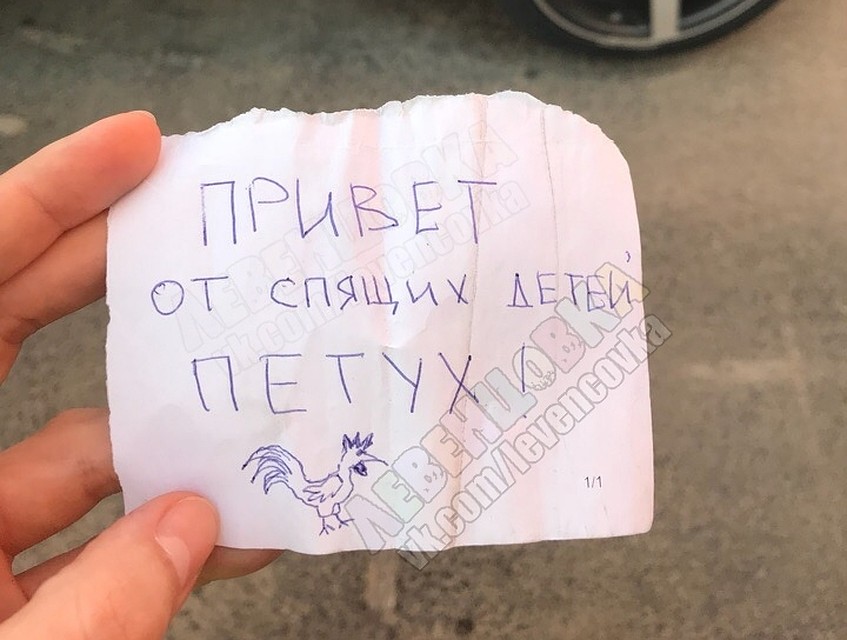 ПРИВЕТ
ОТ СПЯЩИХ ДЕТЕЙ
ПЕТУХ!
1/1
ЛЕВЕНЦОВКА
vk.com/levencovka
ЛЕВЕНЦОВКА
vk.com/levencovka